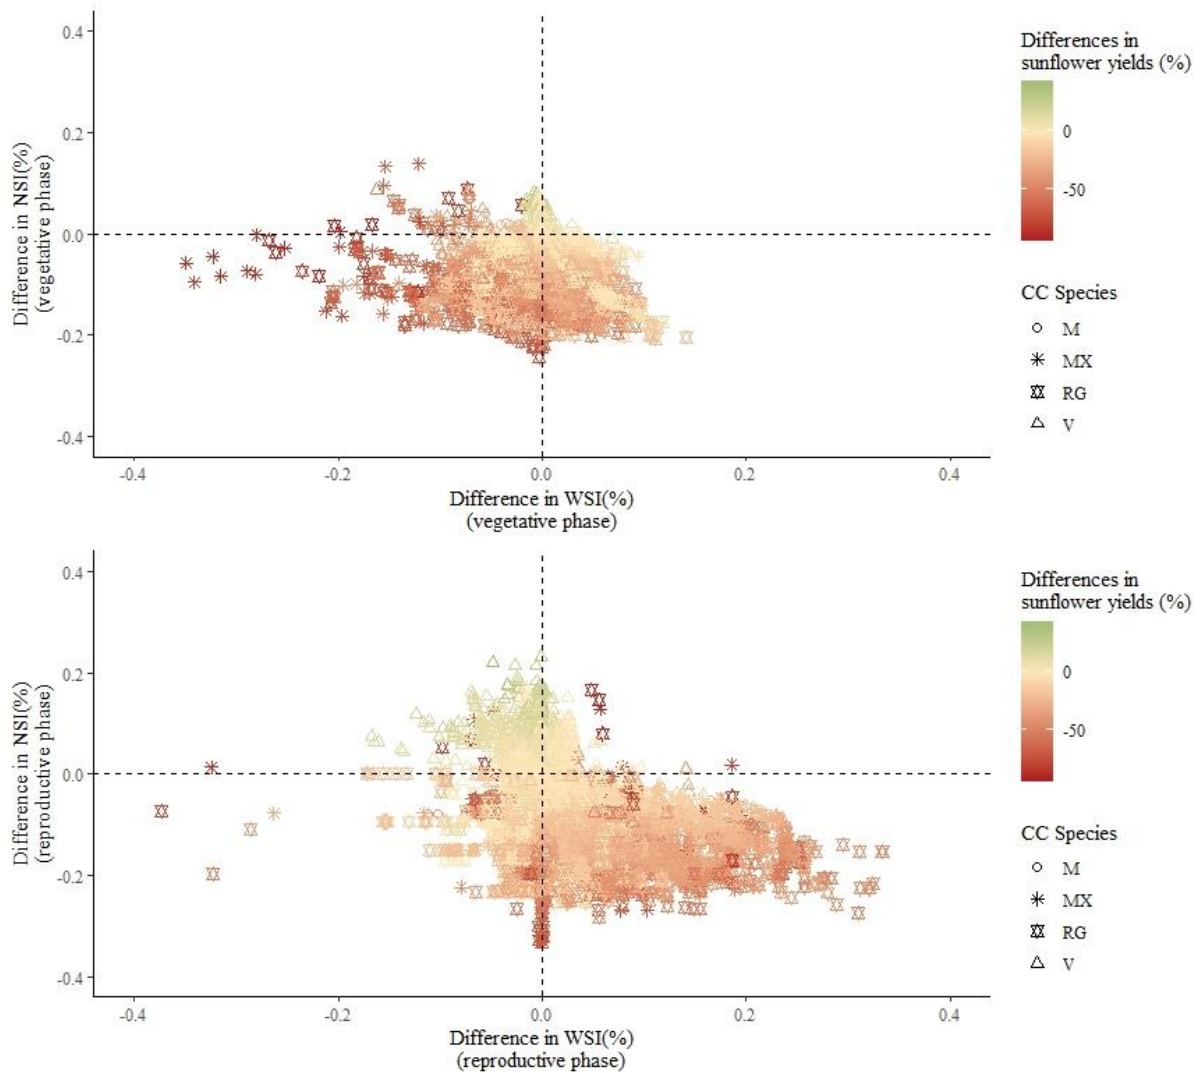 0.4
0.2
0.0
-0.2
-0.4
Difference in NSI(%)
(vegetative phase)
-0.4
-0.2
0.0
0.2
0.4
Difference in WSI(%)
(vegetative phase)
Differences in
sunflower yields (%)
0
-50
CC Species
M
MX
RG
V
0.4
0.2
0.0
-0.2
-0.4
Difference in NSI(%)
(reproductive phase)
-0.4
-0.2
0.0
0.2
0.4
Difference in WSI(%)
(reproductive phase)
Differences in
sunflower yields (%)
0
-50
CC Species
M
MX
RG
V